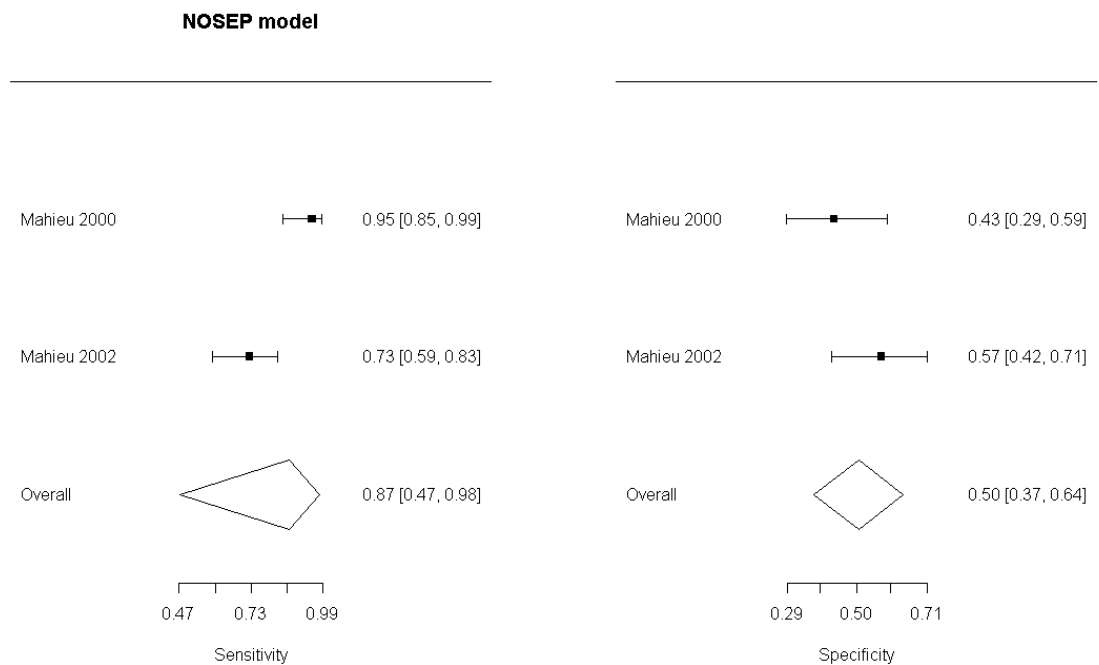 NOSEP model
Mahieu 2000 0.95 [0.85, 0.99] Mahieu 2000 0.43 [0.29, 0.59]
Mahieu 2002 0.73 [0.59, 0.83] Mahieu 2002 0.57 [0.42, 0.71]
Overall 0.87 [0.47, 0.98] Overall 0.50 [0.37, 0.64]
0.47 0.73 0.99 0.29 0.50 0.71
Sensitivity Specificity